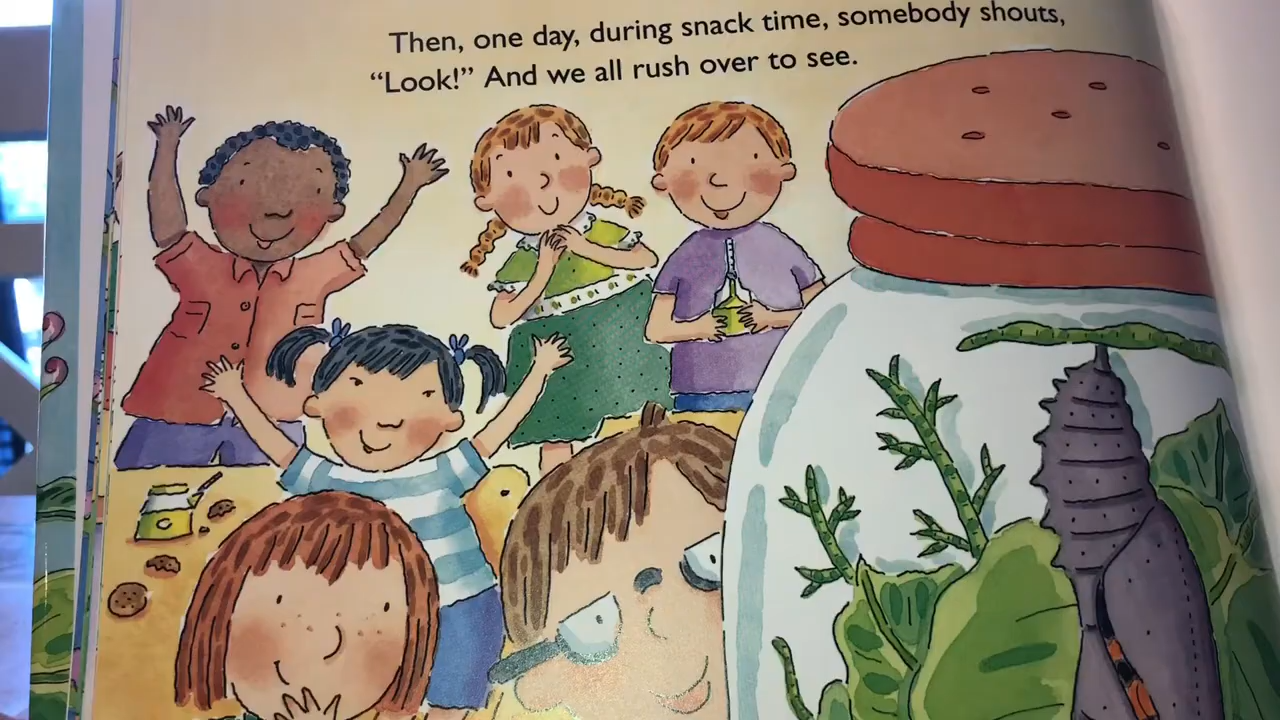 Then, one day, during snack time, somebody shouts,
“Look!” And we all rush over to see.